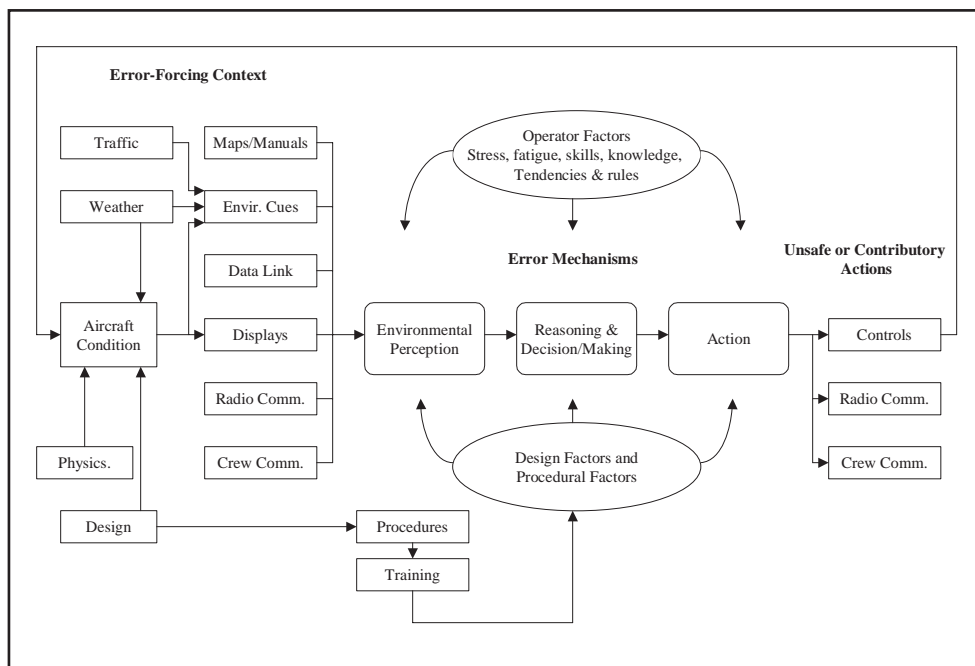 Error-Forcing Context
Traffic
Weather
Aircraft
Condition
Physics.
Design
Maps/Manuals
Envir. Cues
Data Link
Displays
Radio Comm.
Crew Comm.
Procedures
Training
Operator Factors
Stress, fatigue, skills, knowledge,
Tendencies & rules
Error Mechanisms
Environmental
Perception
Reasoning &
Decision/Making
Action
Design Factors and
Procedural Factors
Unsafe or Contributory
Actions
Controls
Radio Comm.
Crew Comm.